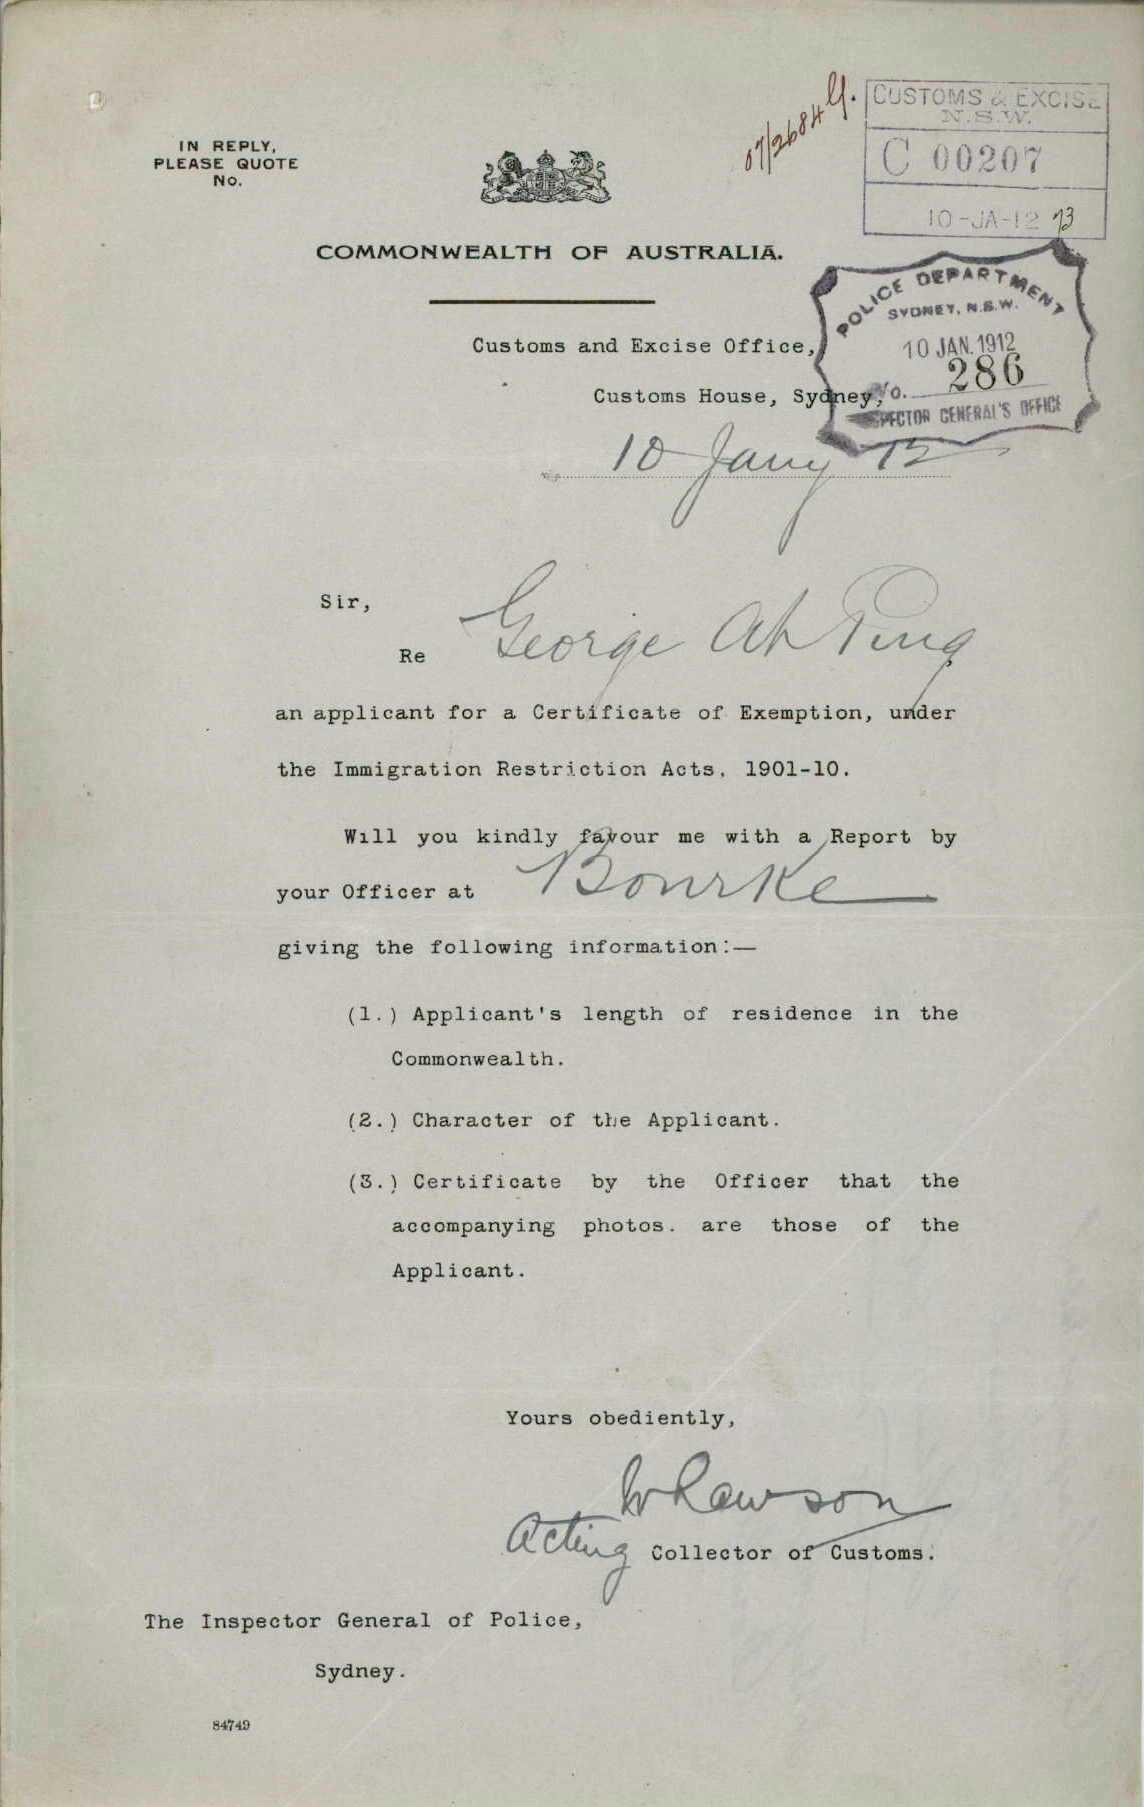 07/2684 G.
CUSTOMS & EXCISE
N.S.W.
C 00207
10-JA-12 73
IN REPLY,
PLEASE QUOTE
No.
COMMONWEALTH OF AUSTRALIA.
POLICE DEPARTMENT
SYDNEY, N.S.W.
10 JAN. 1912
No. 286
INSPECTOR GENERAL'S OFFICE
Customs and Excise Office,
Customs House, Sydney,
10 Jany 12
Sir,
Re George Ah Ping
an applicant for a Certificate of Exemption, under
the Immigration Restriction Acts, 1901-10.
Will you kindly favour me with a Report by
your Officer at Bourke
giving the following information:—
(1.) Applicant's length of residence in the
Commonwealth.
(2.) Character of the Applicant.
(3.) Certificate by the Officer that the
accompanying photos. are those of the
Applicant.
Yours obediently,
Acting Collector of Customs.
The Inspector General of Police,
Sydney.
84749